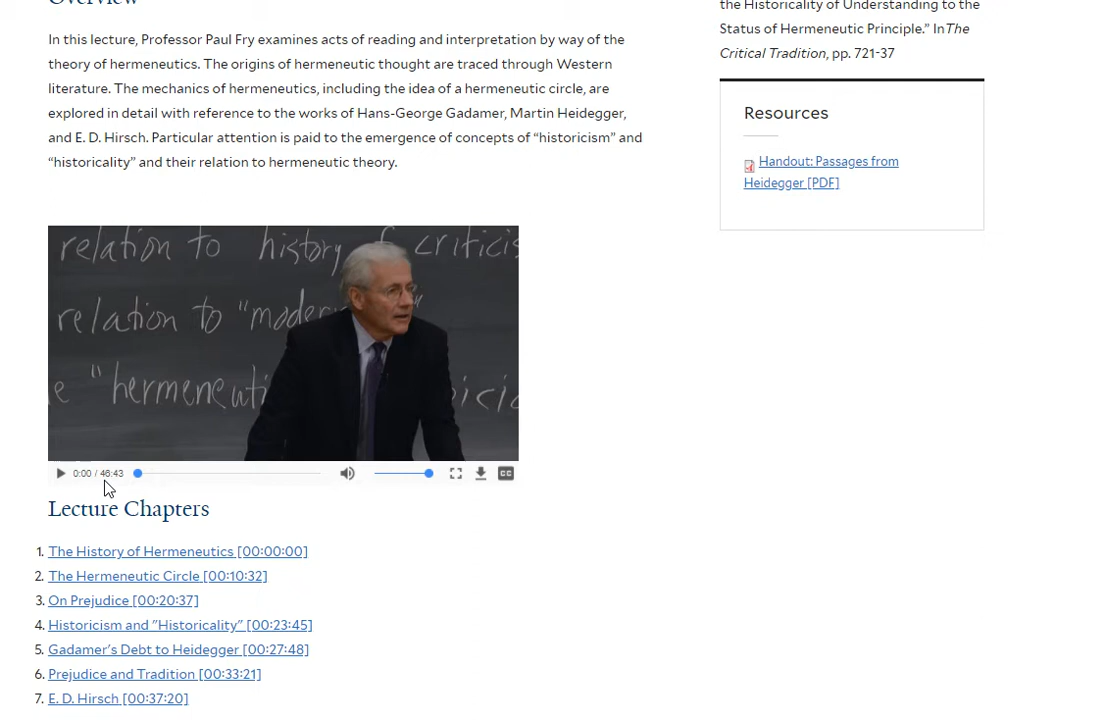 Overview
In this lecture, Professor Paul Fry examines acts of reading and interpretation by way of the
theory of hermeneutics. The origins of hermeneutic thought are traced through Western
literature. The mechanics of hermeneutics, including the idea of a hermeneutic circle, are
explored in detail with reference to the works of Hans-George Gadamer, Martin Heidegger,
and E. D. Hirsch. Particular attention is paid to the emergence of concepts of “historicism” and
“historicality” and their relation to hermeneutic theory.
relation to history of criticis
relation to "moder
e "hermeneuti
icis
0:00 / 46:43
CC
Lecture Chapters
1. The History of Hermeneutics [00:00:00]
2. The Hermeneutic Circle [00:10:32]
3. On Prejudice [00:20:37]
4. Historicism and "Historicality" [00:23:45]
5. Gadamer's Debt to Heidegger [00:27:48]
6. Prejudice and Tradition [00:33:21]
7. E. D. Hirsch [00:37:20]
the Historicality of Understanding to the
Status of Hermeneutic Principle.” InThe
Critical Tradition, pp. 721-37
Resources
Handout: Passages from
Heidegger [PDF]